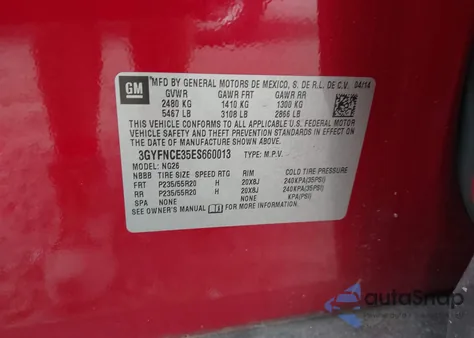 GM
MFD BY GENERAL MOTORS DE MEXICO, S. DE R.L. DE C.V. 04/14
GVWR GAWR FRT GAWR RR
2480 KG 1410 KG 1300 KG
5467 LB 3108 LB 2866 LB
THIS VEHICLE CONFORMS TO ALL APPLICABLE U.S. FEDERAL MOTOR
VEHICLE SAFETY AND THEFT PREVENTION STANDARDS IN EFFECT ON
THE DATE OF MANUFACTURE SHOWN ABOVE.
3GYFNCE35ES660013 TYPE: M.P.V.
MODEL: NG26
NBBB TIRE SIZE SPEED RTG RIM COLD TIRE PRESSURE
FRT P235/55R20 H 20X8J 240KPA(35PSI)
RR P235/55R20 H 20X8J 240KPA(35PSI)
SPA NONE NONE KPA(PSI)
SEE OWNER'S MANUAL FOR MORE INFORMATION
autoSnap